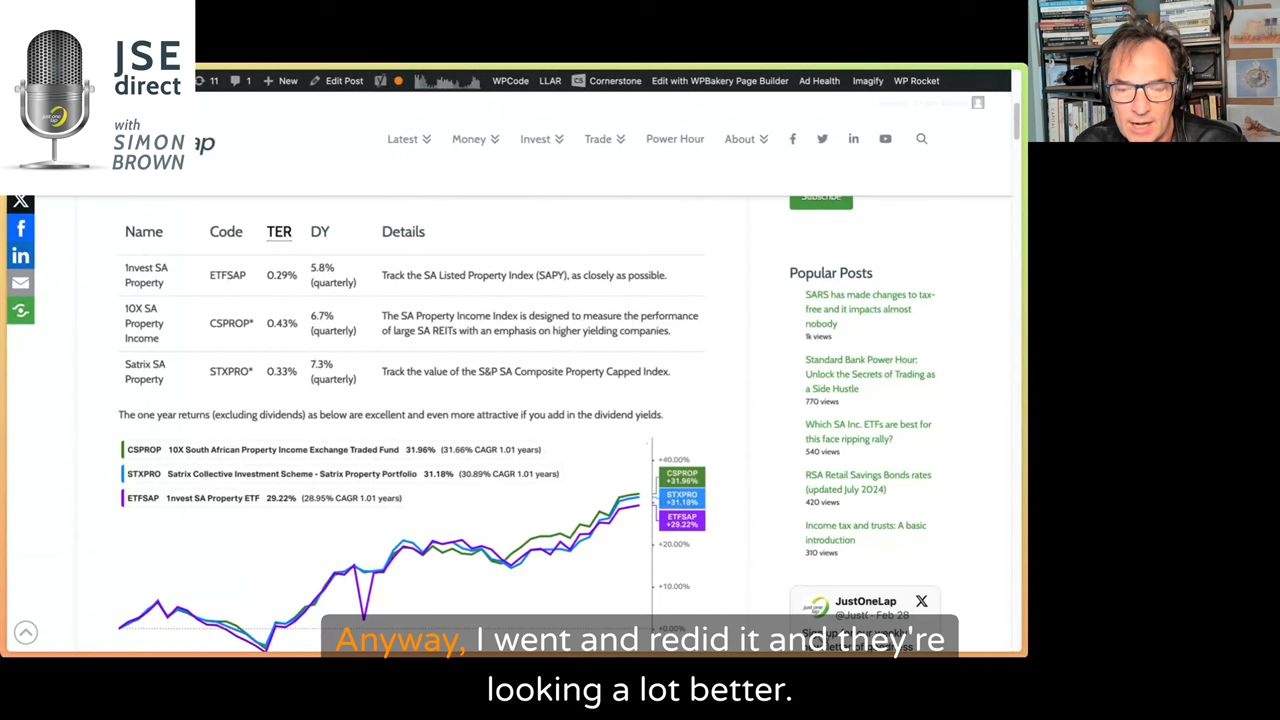 JSE
direct
with
SIMON
BROWN
11
1
New
Edit Post
WPCode
LLAR
Cornerstone
Edit with WPBakery Page Builder
Ad Health
Imagify
WP Rocket
ap
Latest
Money
Invest
Trade
Power Hour
About
Subscribe
Name
Code
TER
DY
Details
1nvest SA
Property
ETFSAP
0.29%
5.8%
(quarterly)
Track the SA Listed Property Index (SAPY), as closely as possible.
10X SA
Property
Income
CSPROP*
0.43%
6.7%
(quarterly)
The SA Property Income Index is designed to measure the performance
of large SA REITs with an emphasis on higher yielding companies.
Satrix SA
Property
STXPRO*
0.33%
7.3%
(quarterly)
Track the value of the S&P SA Composite Property Capped Index.
The one year returns (excluding dividends) as below are excellent and even more attractive if you add in the dividend yields.
CSPROP 10X South African Property Income Exchange Traded Fund 31.96% (31.66% CAGR 1.01 years)
STXPRO Satrix Collective Investment Scheme - Satrix Property Portfolio 31.18% (30.89% CAGR 1.01 years)
ETFSAP 1nvest SA Property ETF 29.22% (28.95% CAGR 1.01 years)
+40.00%
CSPROP
+31.96%
STXPRO
+31.18%
ETFSAP
+29.22%
+20.00%
+10.00%
+0.00%
Popular Posts
SARS has made changes to tax-
free and it impacts almost
nobody
1k views
Standard Bank Power Hour:
Unlock the Secrets of Trading as
a Side Hustle
770 views
Which SA Inc. ETFs are best for
this face ripping rally?
540 views
RSA Retail Savings Bonds rates
(updated July 2024)
420 views
Income tax and trusts: A basic
introduction
310 views
JustOneLap
Feb 28
Anyway, I went and redid it and they're
looking a lot better.